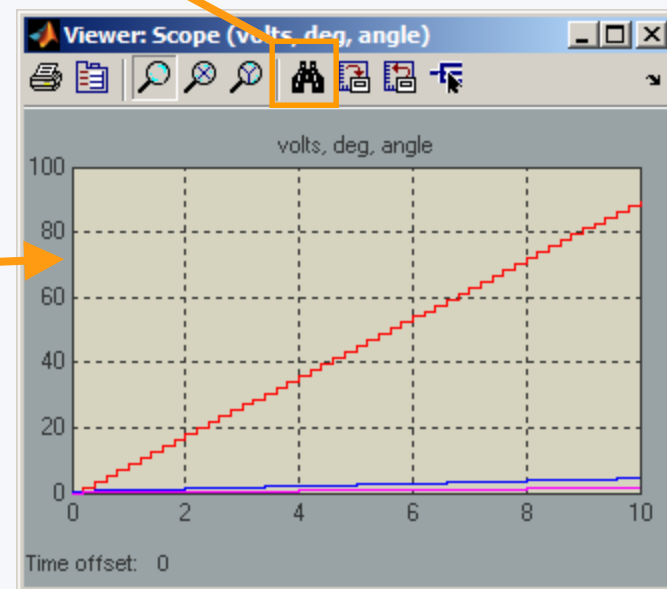 Viewer: Scope (volts, deg, angle)
volts, deg, angle
100
80
60
40
20
0
0 2 4 6 8 10
Time offset: 0